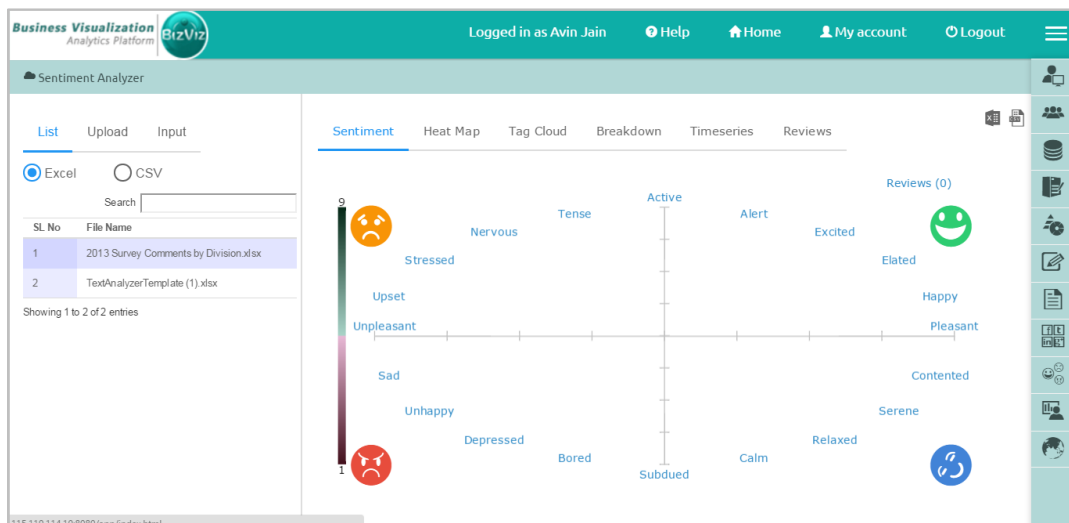 Business Visualization
Analytics Platform
BizViz
Logged in as Avin Jain
Help
Home
My account
Logout
Sentiment Analyzer
List
Upload
Input
Excel
CSV
Search
SL No
File Name
1
2013 Survey Comments by Division.xlsx
2
TextAnalyzerTemplate (1).xlsx
Showing 1 to 2 of 2 entries
Sentiment
Heat Map
Tag Cloud
Breakdown
Timeseries
Reviews
Reviews (0)
9
Active
Tense
Alert
Nervous
Excited
Stressed
Elated
Upset
Happy
Unpleasant
Pleasant
Sad
Contented
Unhappy
Serene
Depressed
Relaxed
Bored
Calm
1
Subdued